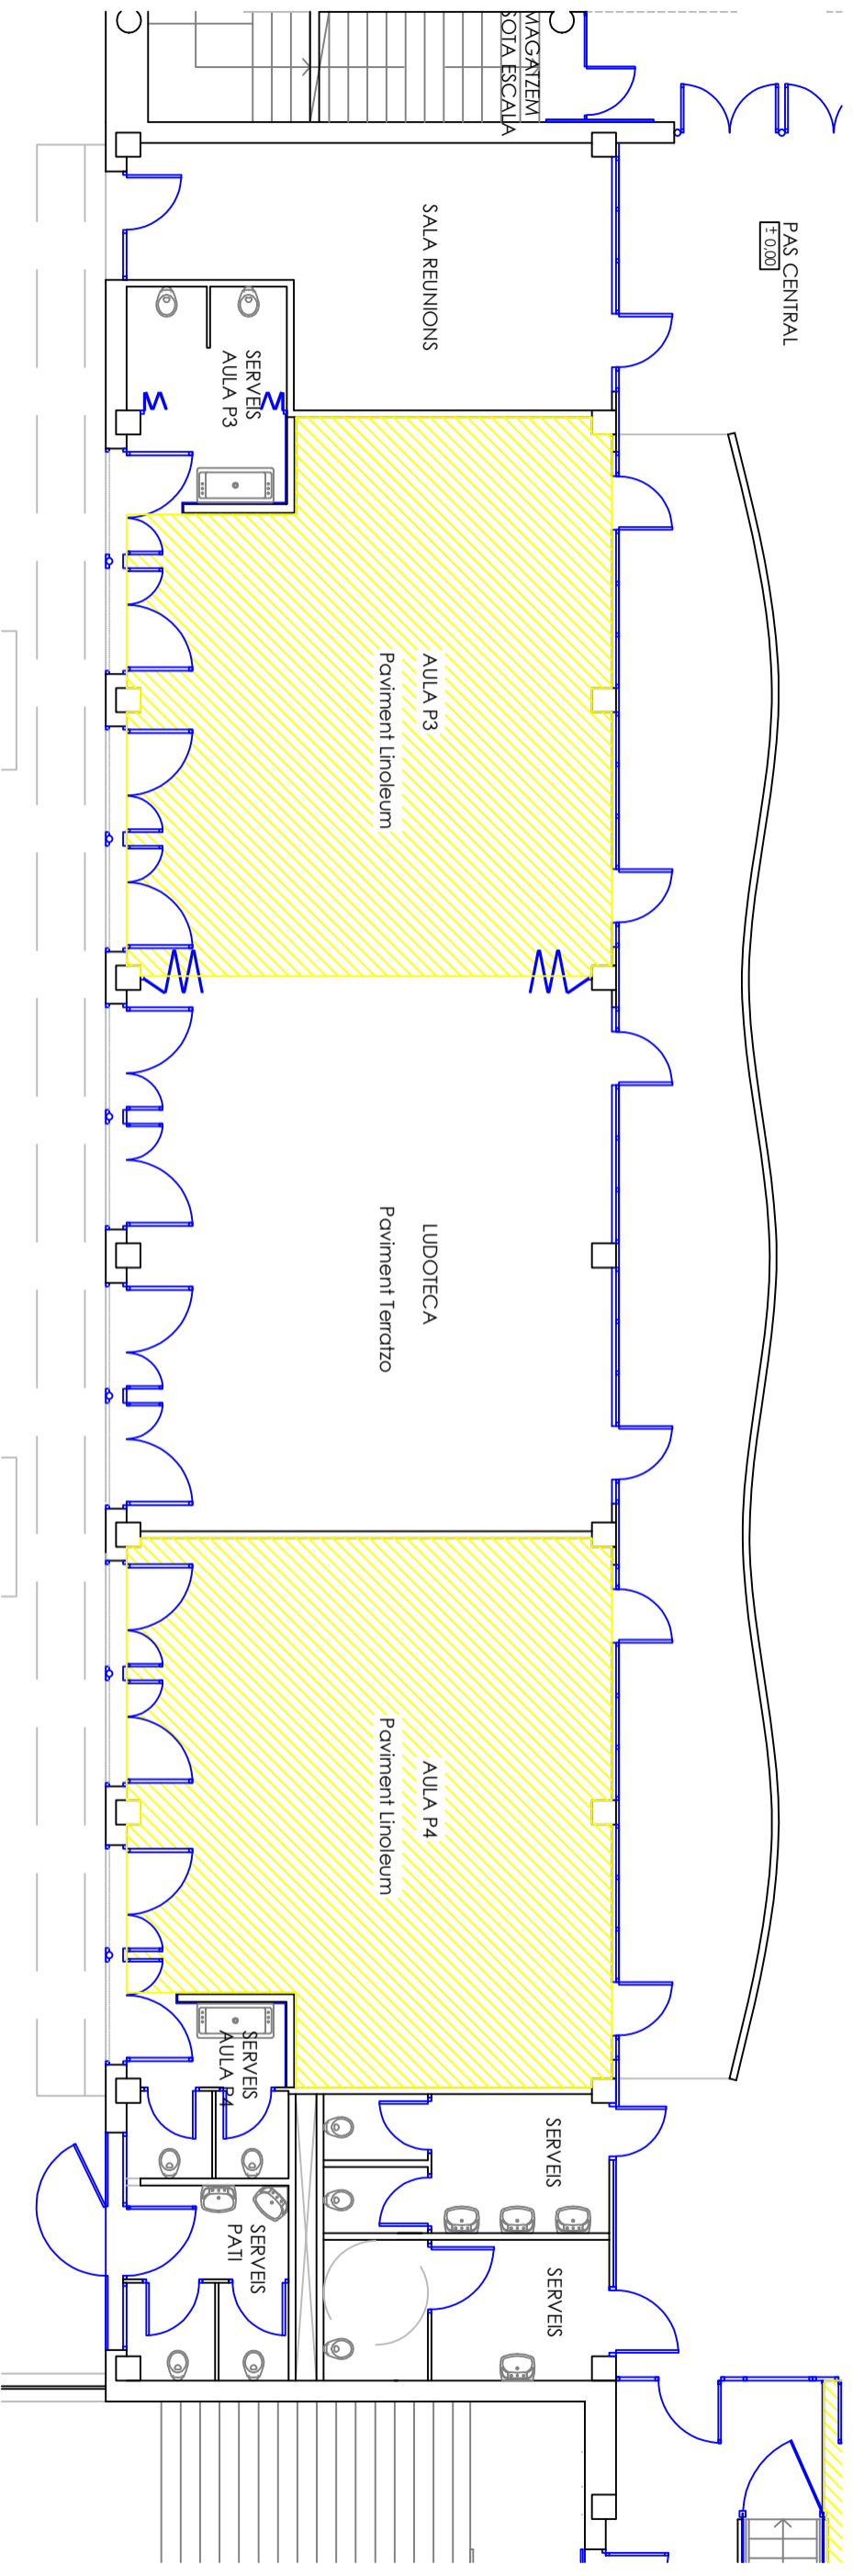 MAGATZEM
SOTA ESCALA
PAS CENTRAL
± 0,00
SALA REUNIONS
SERVEIS
AULA P3
AULA P3
Paviment Linoleum
LUDOTECA
Paviment Terratzo
AULA P4
Paviment Linoleum
SERVEIS
AULA P4
SERVEIS
SERVEIS
PATI
SERVEIS